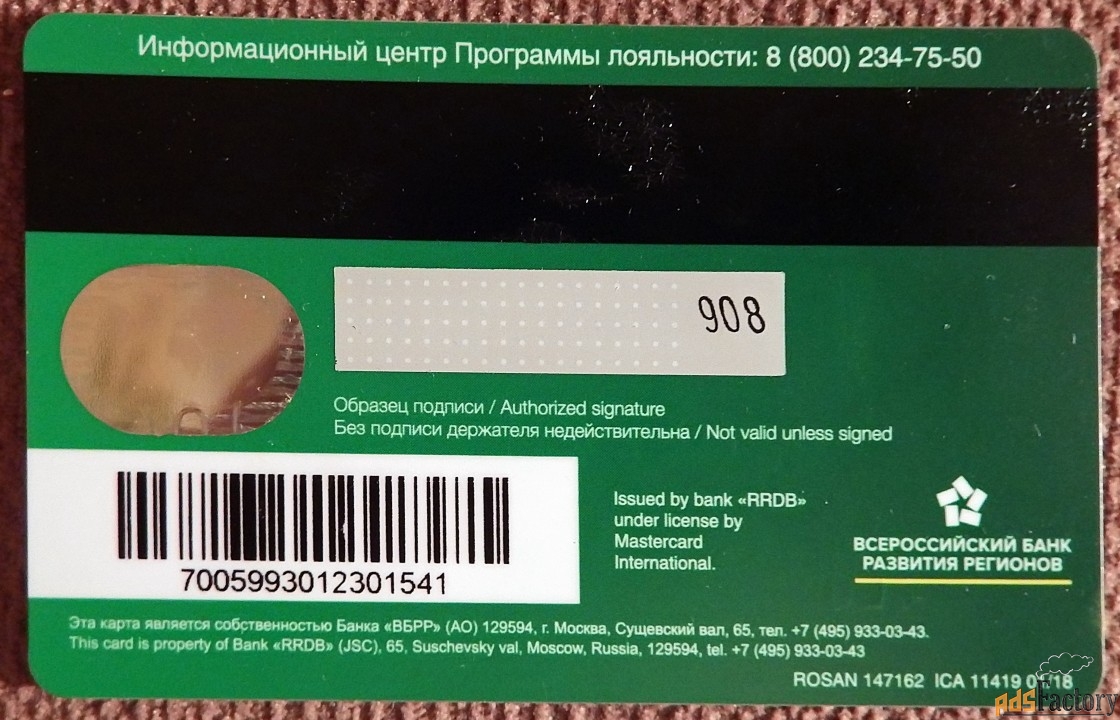 Информационный центр Программы лояльности: 8 (800) 234-75-50
908
Образец подписи / Authorized signature
Без подписи держателя недействительна / Not valid unless signed
7005993012301541
Issued by bank «RRDB»
under license by
Mastercard
International.
ВСЕРОССИЙСКИЙ БАНК
РАЗВИТИЯ РЕГИОНОВ
Эта карта является собственностью Банка «ВБРР» (АО) 129594, г. Москва, Сущевский вал, 65, тел. +7 (495) 933-03-43.
This card is property of Bank «RRDB» (JSC), 65, Suschevsky val, Moscow, Russia, 129594, tel. +7 (495) 933-03-43
ROSAN 147162 ICA 11419
adsFactory